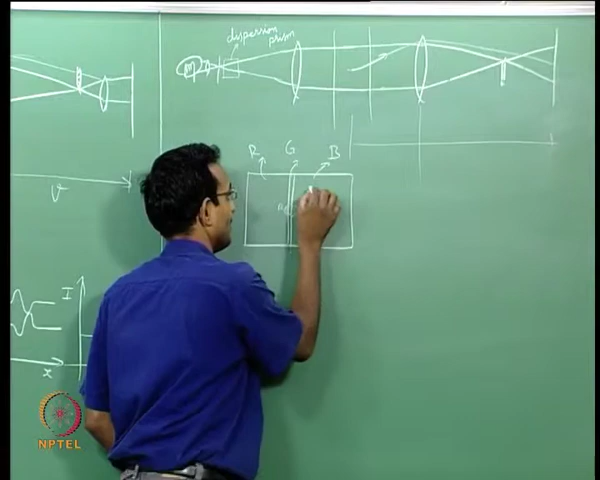 dispersion
prism
R G B
v
I
x
NPTEL